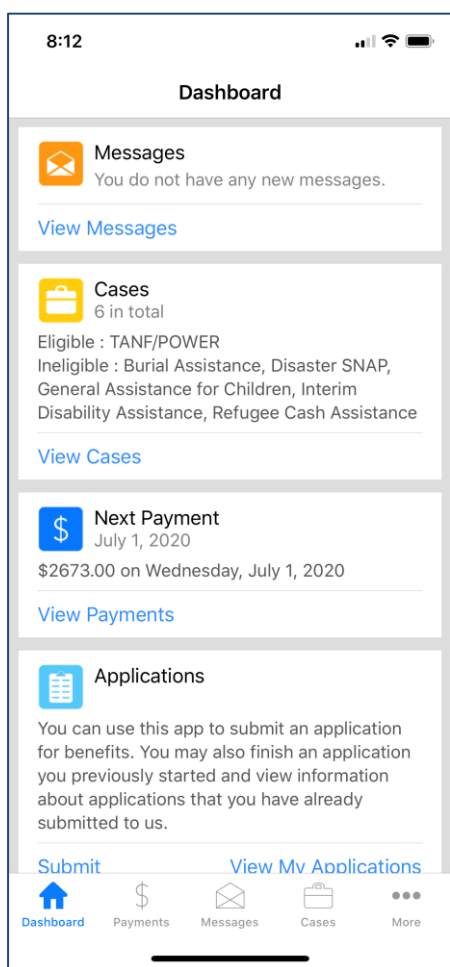 8:12
Dashboard
Messages
You do not have any new messages.
View Messages
Cases
6 in total
Eligible : TANF/POWER
Ineligible : Burial Assistance, Disaster SNAP,
General Assistance for Children, Interim
Disability Assistance, Refugee Cash Assistance
View Cases
$
Next Payment
July 1, 2020
$2673.00 on Wednesday, July 1, 2020
View Payments
Applications
You can use this app to submit an application
for benefits. You may also finish an application
you previously started and view information
about applications that you have already
submitted to us.
Submit View My Applications
$
Dashboard Payments Messages Cases More